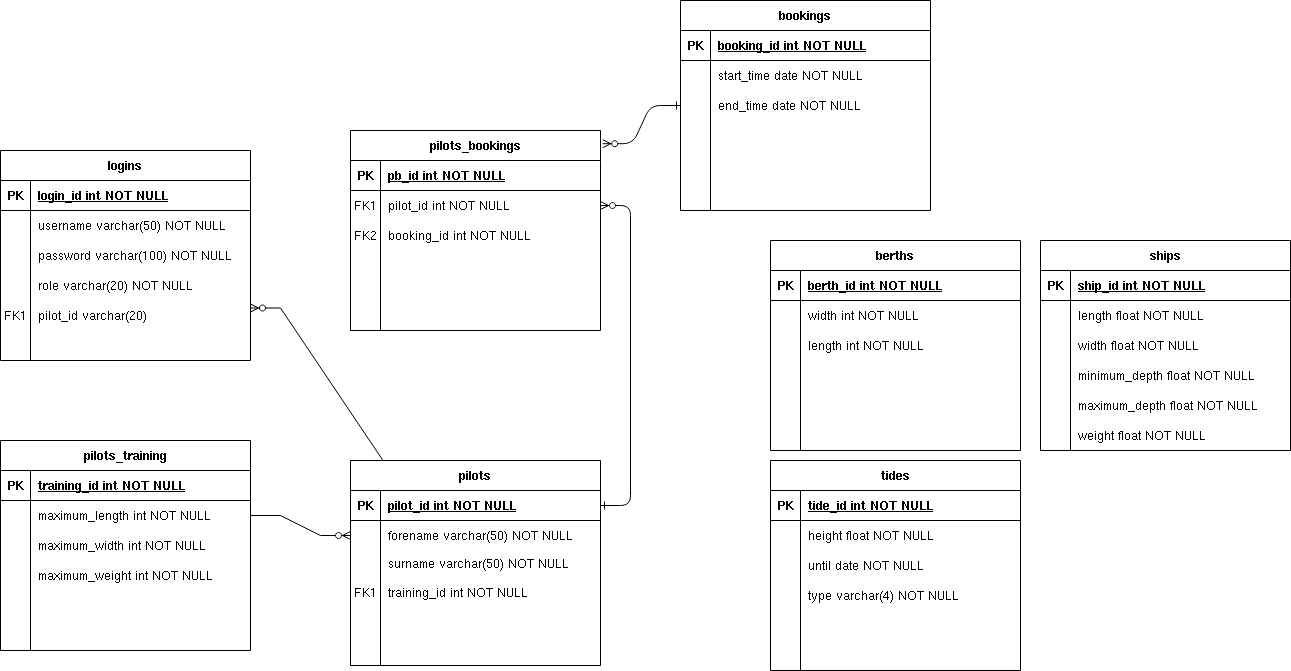 bookings
PK booking_id int NOT NULL
start_time date NOT NULL
end_time date NOT NULL
pilots_bookings
PK pb_id int NOT NULL
FK1 pilot_id int NOT NULL
FK2 booking_id int NOT NULL
logins
PK login_id int NOT NULL
username varchar(50) NOT NULL
password varchar(100) NOT NULL
role varchar(20) NOT NULL
FK1 pilot_id varchar(20)
berths
PK berth_id int NOT NULL
width int NOT NULL
length int NOT NULL
ships
PK ship_id int NOT NULL
length float NOT NULL
width float NOT NULL
minimum_depth float NOT NULL
maximum_depth float NOT NULL
weight float NOT NULL
pilots_training
PK training_id int NOT NULL
maximum_length int NOT NULL
maximum_width int NOT NULL
maximum_weight int NOT NULL
pilots
PK pilot_id int NOT NULL
forename varchar(50) NOT NULL
surname varchar(50) NOT NULL
FK1 training_id int NOT NULL
tides
PK tide_id int NOT NULL
height float NOT NULL
until date NOT NULL
type varchar(4) NOT NULL